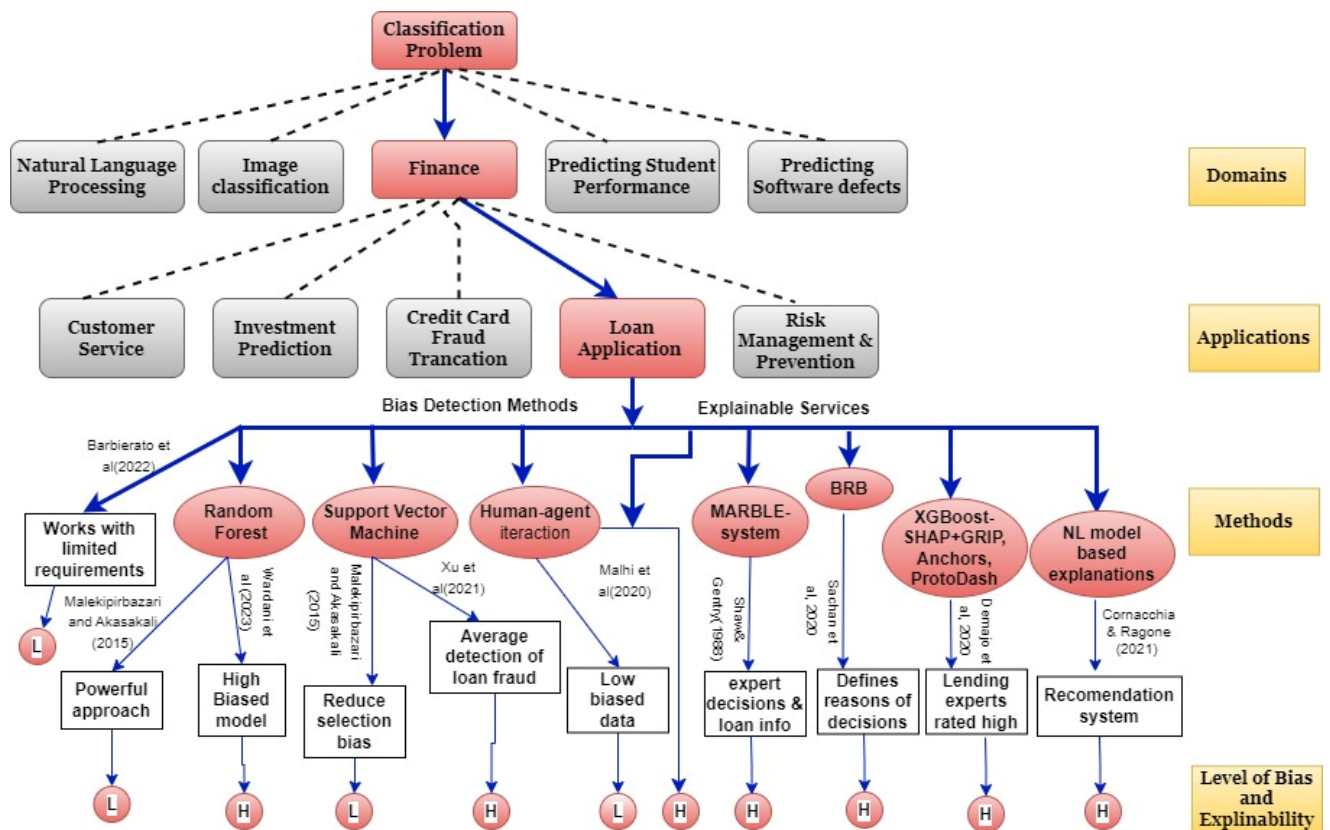 Classification
Problem
Natural Language
Processing
Image
classification
Finance
Predicting Student
Performance
Predicting
Software defects
Domains
Customer
Service
Investment
Prediction
Credit Card
Fraud
Trancation
Loan
Application
Risk
Management &
Prevention
Applications
Bias Detection Methods
Explainable Services
Barbierato et
al(2022)
Works with
limited
requirements
Random
Forest
Support Vector
Machine
Human-agent
iteraction
MARBLE-
system
BRB
XGBoost-
SHAP+GRIP,
Anchors,
ProtoDash
NL model
based
explanations
Methods
L
Malekipirbazari
and Akasakali
(2015)
Wardani et
al(2023)
Malekipirbazari
and Akasakali
(2015)
Xu et
al(2021)
Malhi et
al(2020)
Shaw&
Gentry(1988)
Sachan et
al, 2020
Demajo et
al, 2020
Cornacchia
& Ragone
(2021)
Powerful
approach
High
Biased
model
Reduce
selection
bias
Average
detection of
loan fraud
Low
biased
data
expert
decisions &
loan info
Defines
reasons of
decisions
Lending
experts
rated high
Recomendation
system
L
H
L
H
L
H
H
H
H
H
Level of Bias
and
Explinability